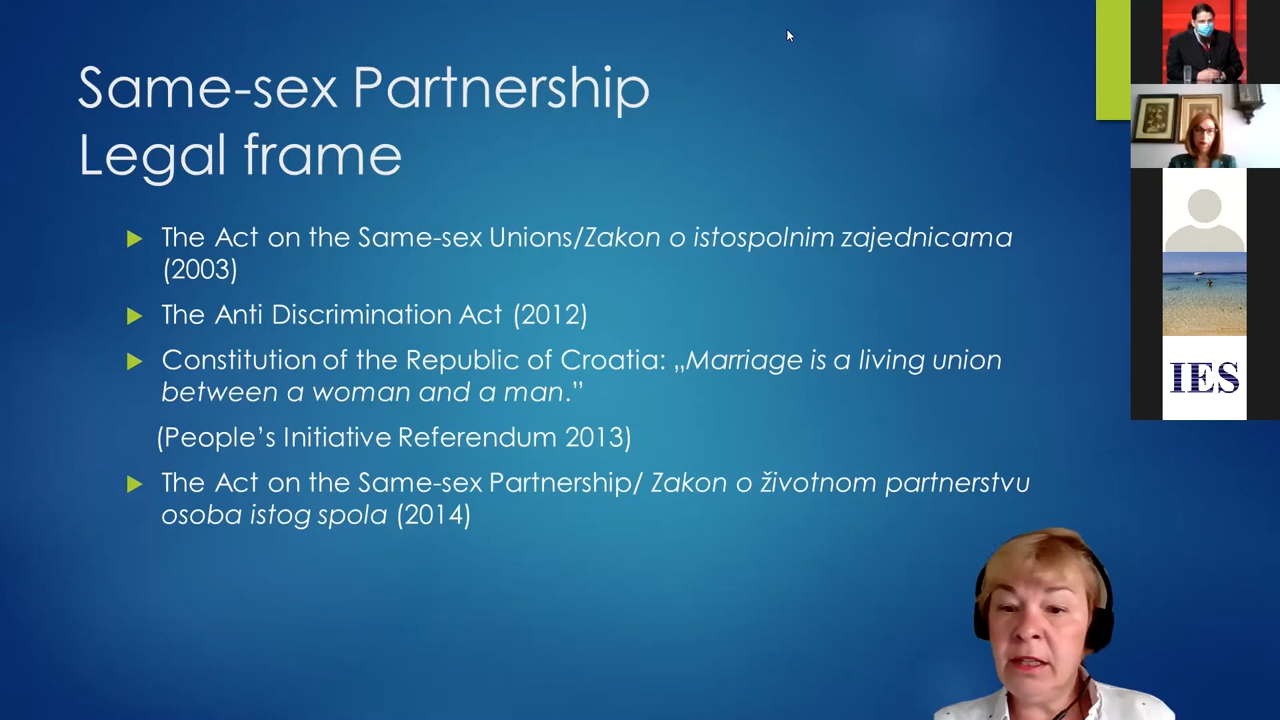 Same-sex Partnership
Legal frame
The Act on the Same-sex Unions/Zakon o istospolnim zajednicama
(2003)
The Anti Discrimination Act (2012)
Constitution of the Republic of Croatia: „Marriage is a living union
between a woman and a man.”
(People’s Initiative Referendum 2013)
The Act on the Same-sex Partnership/ Zakon o životnom partnerstvu
osoba istog spola (2014)
IES